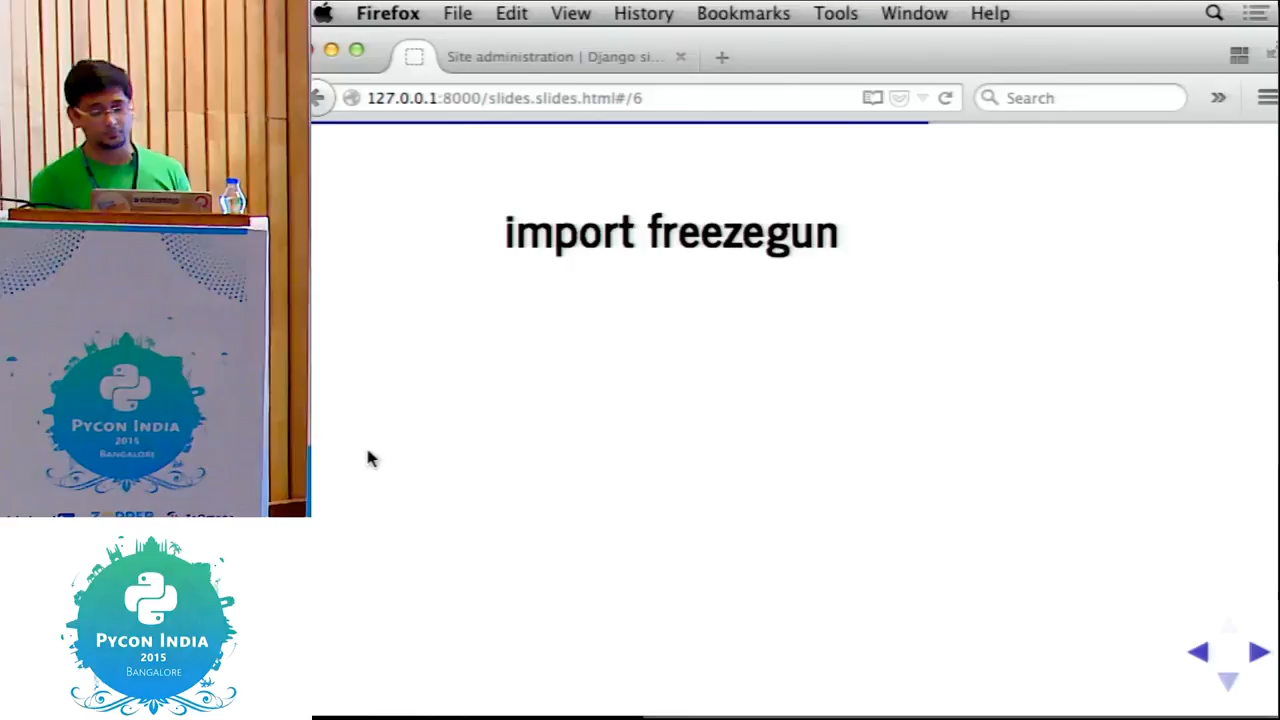 Firefox File Edit View History Bookmarks Tools Window Help
Site administration | Django si...
127.0.0.1:8000/slides.slides.html#/6
Search
import freezegun
PYCON INDIA
2015
BANGALORE
PYCON INDIA
2015
BANGALORE